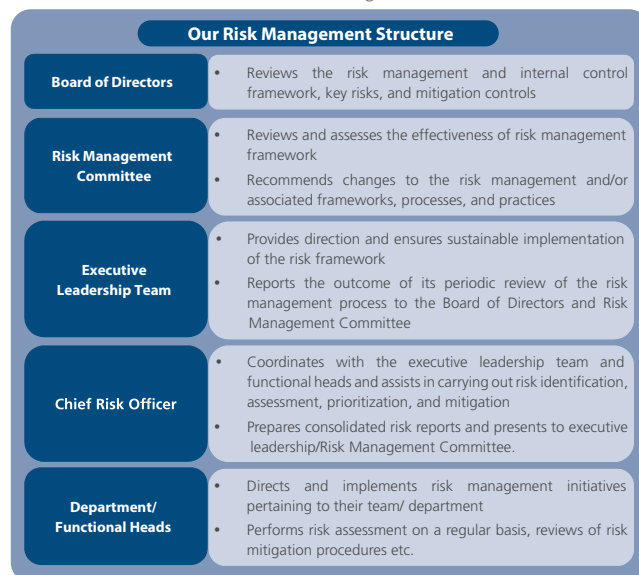 Our Risk Management Structure
Board of Directors
• Reviews the risk management and internal control
framework, key risks, and mitigation controls
Risk Management
Committee
• Reviews and assesses the effectiveness of risk management
framework
• Recommends changes to the risk management and/or
associated frameworks, processes, and practices
Executive
Leadership Team
• Provides direction and ensures sustainable implementation
of the risk framework
• Reports the outcome of its periodic review of the risk
management process to the Board of Directors and Risk
Management Committee
Chief Risk Officer
• Coordinates with the executive leadership team and
functional heads and assists in carrying out risk identification,
assessment, prioritization, and mitigation
• Prepares consolidated risk reports and presents to executive
leadership/Risk Management Committee.
Department/
Functional Heads
• Directs and implements risk management initiatives
pertaining to their team/ department
• Performs risk assessment on a regular basis, reviews of risk
mitigation procedures etc.